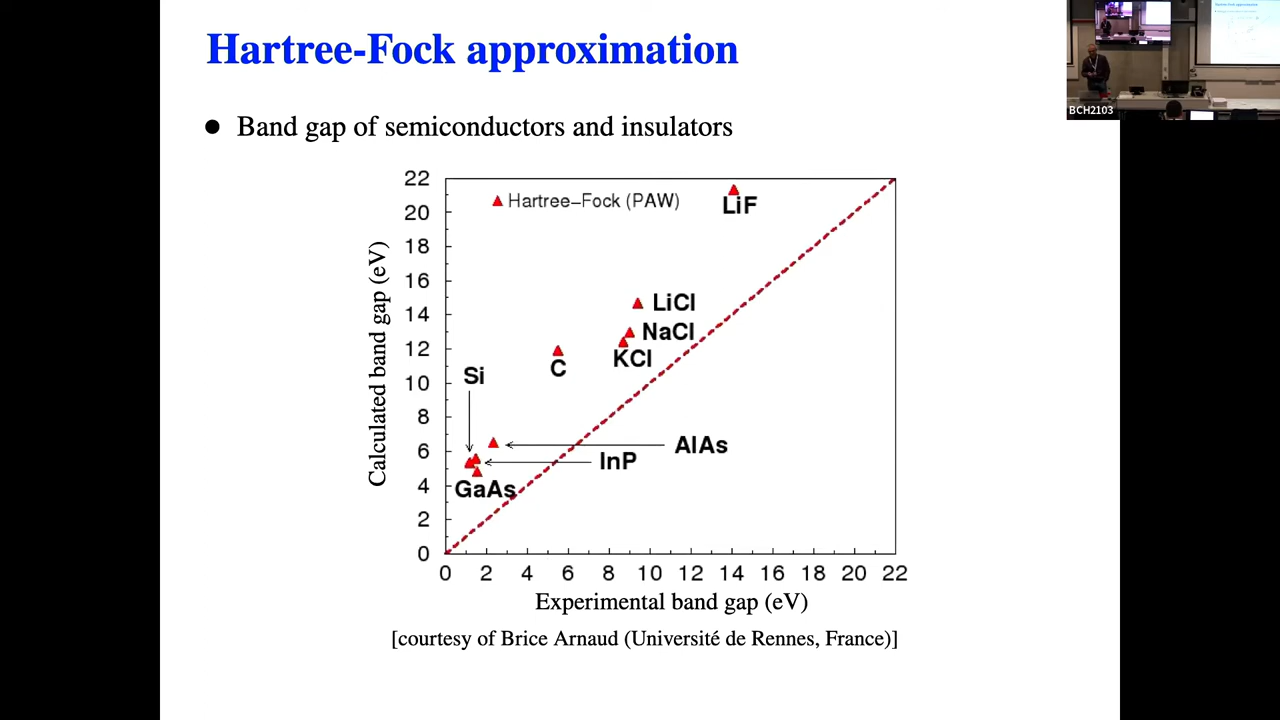 Hartree-Fock approximation
● Band gap of semiconductors and insulators
Calculated band gap (eV)
22
20
18
16
14
12
10
8
6
4
2
0
▲ Hartree−Fock (PAW)
LiF
LiCl
NaCl
KCl
C
Si
AlAs
InP
GaAs
0 2 4 6 8 10 12 14 16 18 20 22
Experimental band gap (eV)
[courtesy of Brice Arnaud (Université de Rennes, France)]
BCH2103